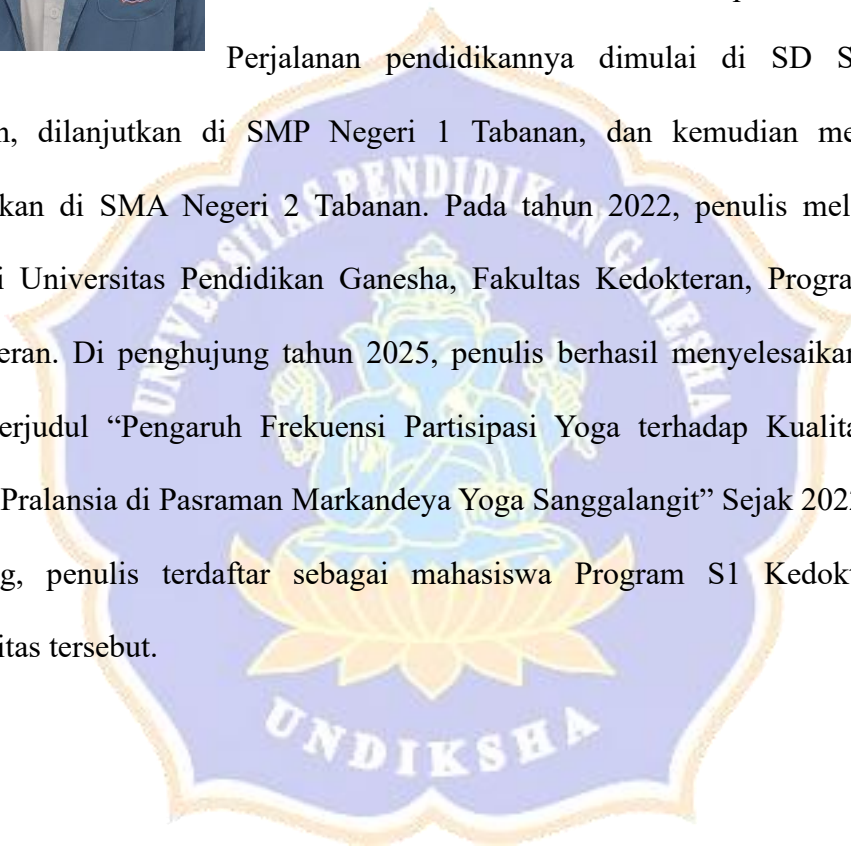 Perjalanan pendidikannya dimulai di SD S
n, dilanjutkan di SMP Negeri 1 Tabanan, dan kemudian me
kan di SMA Negeri 2 Tabanan. Pada tahun 2022, penulis mel
i Universitas Pendidikan Ganesha, Fakultas Kedokteran, Progra
eran. Di penghujung tahun 2025, penulis berhasil menyelesaikan
erjudul “Pengaruh Frekuensi Partisipasi Yoga terhadap Kualita
Pralansia di Pasraman Markandeya Yoga Sanggalangit” Sejak 202
g, penulis terdaftar sebagai mahasiswa Program S1 Kedok
itas tersebut.
UNIVERSITAS PENDIDIKAN GANESHA
UNDIKSHA